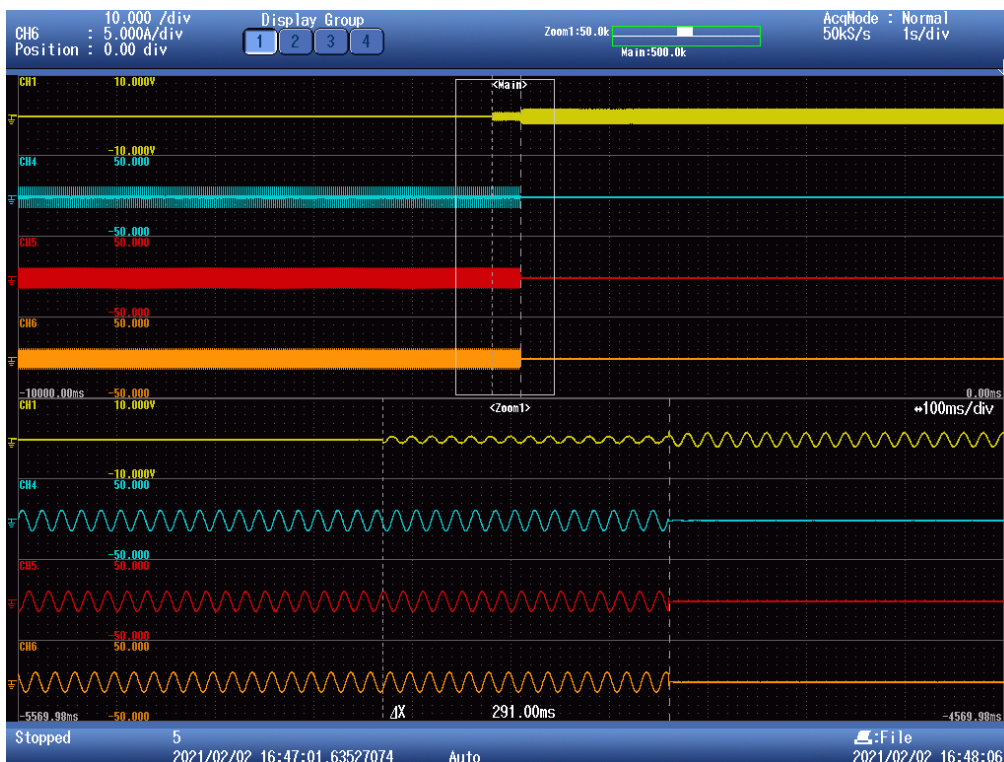 10.000 /div
CH6 : 5.000A/div
Position : 0.00 div
Display Group
1 2 3 4
Zoom1:50.0k
Main:500.0k
AcqMode : Normal
50kS/s 1s/div
CH1 10.000V
<Main>
-10.000V
CH4 50.000
-50.000
CH5 50.000
-50.000
CH6 50.000
-10000.00ms -50.000 0.00ms
CH1 10.000V <Zoom1> ↔100ms/div
-10.000V
CH4 50.000
-50.000
CH5 50.000
-50.000
CH6 50.000
ΔX 291.00ms
-5569.98ms -50.000 -4569.98ms
Stopped 5 :File
2021/02/02 16:47:01.63527074 Auto 2021/02/02 16:48:06